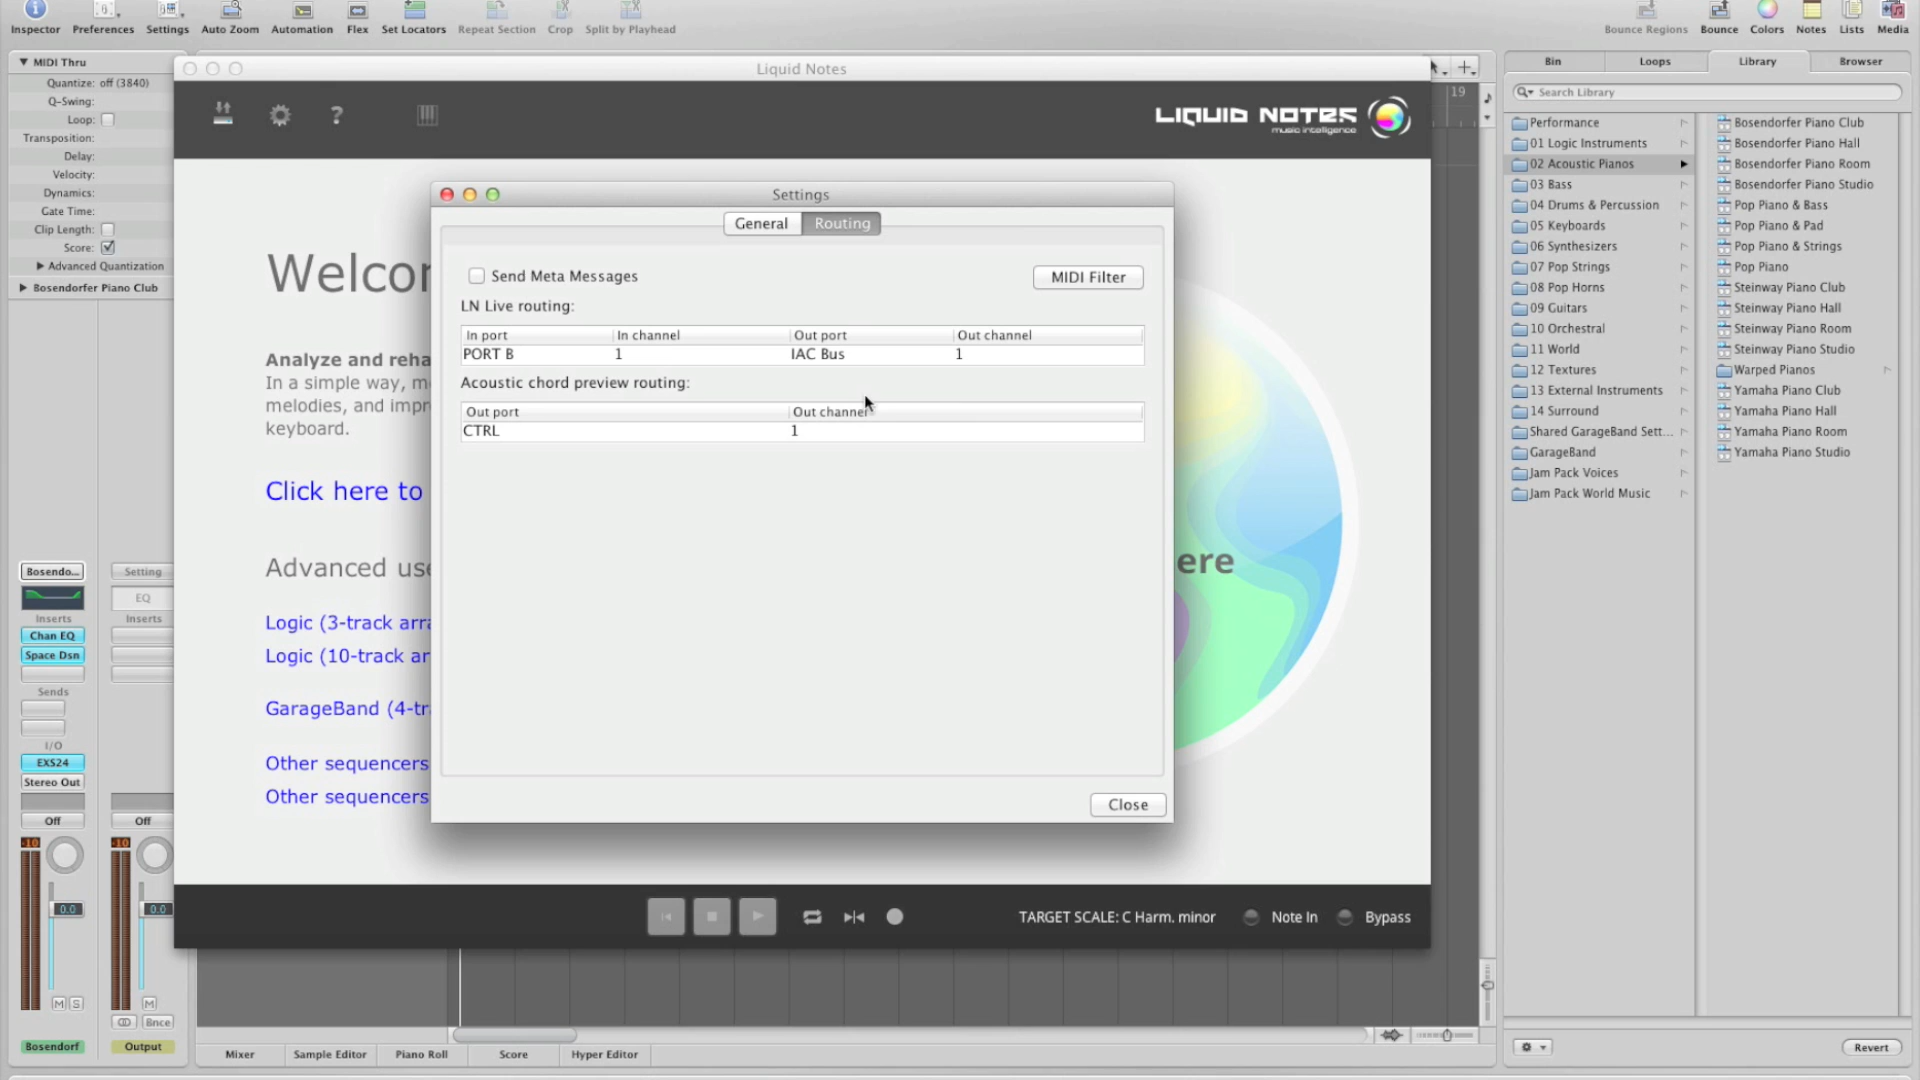 Inspector Preferences Settings Auto Zoom Automation Flex Set Locators Repeat Section Crop Split by Playhead Bounce Regions Bounce Colors Notes Lists Media
MIDI Thru
Quantize: off (3840)
Q-Swing:
Loop:
Transposition:
Delay:
Velocity:
Dynamics:
Gate Time:
Clip Length:
Score:
Advanced Quantization
Bosendorfer Piano Club
Bosendo... Setting
EQ
Inserts Inserts
Chan EQ
Space Dsn
Sends
I/O
EXS24
Stereo Out
Off Off
-10 -10
0.0 0.0
M S M
Bnce
Bosendorf Output
Liquid Notes
LIQUID NOTES
music intelligence
19
Welcom
Analyze and reha
In a simple way, m
melodies, and impr
keyboard.
Click here to
Advanced use
Logic (3-track arra
Logic (10-track ar
GarageBand (4-tr
Other sequencers
Other sequencers
ere
Settings
General Routing
Send Meta Messages MIDI Filter
LN Live routing:
In port In channel Out port Out channel
PORT B 1 IAC Bus 1
Acoustic chord preview routing:
Out port Out channel
CTRL 1
Close
TARGET SCALE: C Harm. minor Note In Bypass
Mixer Sample Editor Piano Roll Score Hyper Editor
Bin Loops Library Browser
Search Library
Performance
01 Logic Instruments
02 Acoustic Pianos
03 Bass
04 Drums & Percussion
05 Keyboards
06 Synthesizers
07 Pop Strings
08 Pop Horns
09 Guitars
10 Orchestral
11 World
12 Textures
13 External Instruments
14 Surround
Shared GarageBand Sett...
GarageBand
Jam Pack Voices
Jam Pack World Music
Bosendorfer Piano Club
Bosendorfer Piano Hall
Bosendorfer Piano Room
Bosendorfer Piano Studio
Pop Piano & Bass
Pop Piano & Pad
Pop Piano & Strings
Pop Piano
Steinway Piano Club
Steinway Piano Hall
Steinway Piano Room
Steinway Piano Studio
Warped Pianos
Yamaha Piano Club
Yamaha Piano Hall
Yamaha Piano Room
Yamaha Piano Studio
Revert